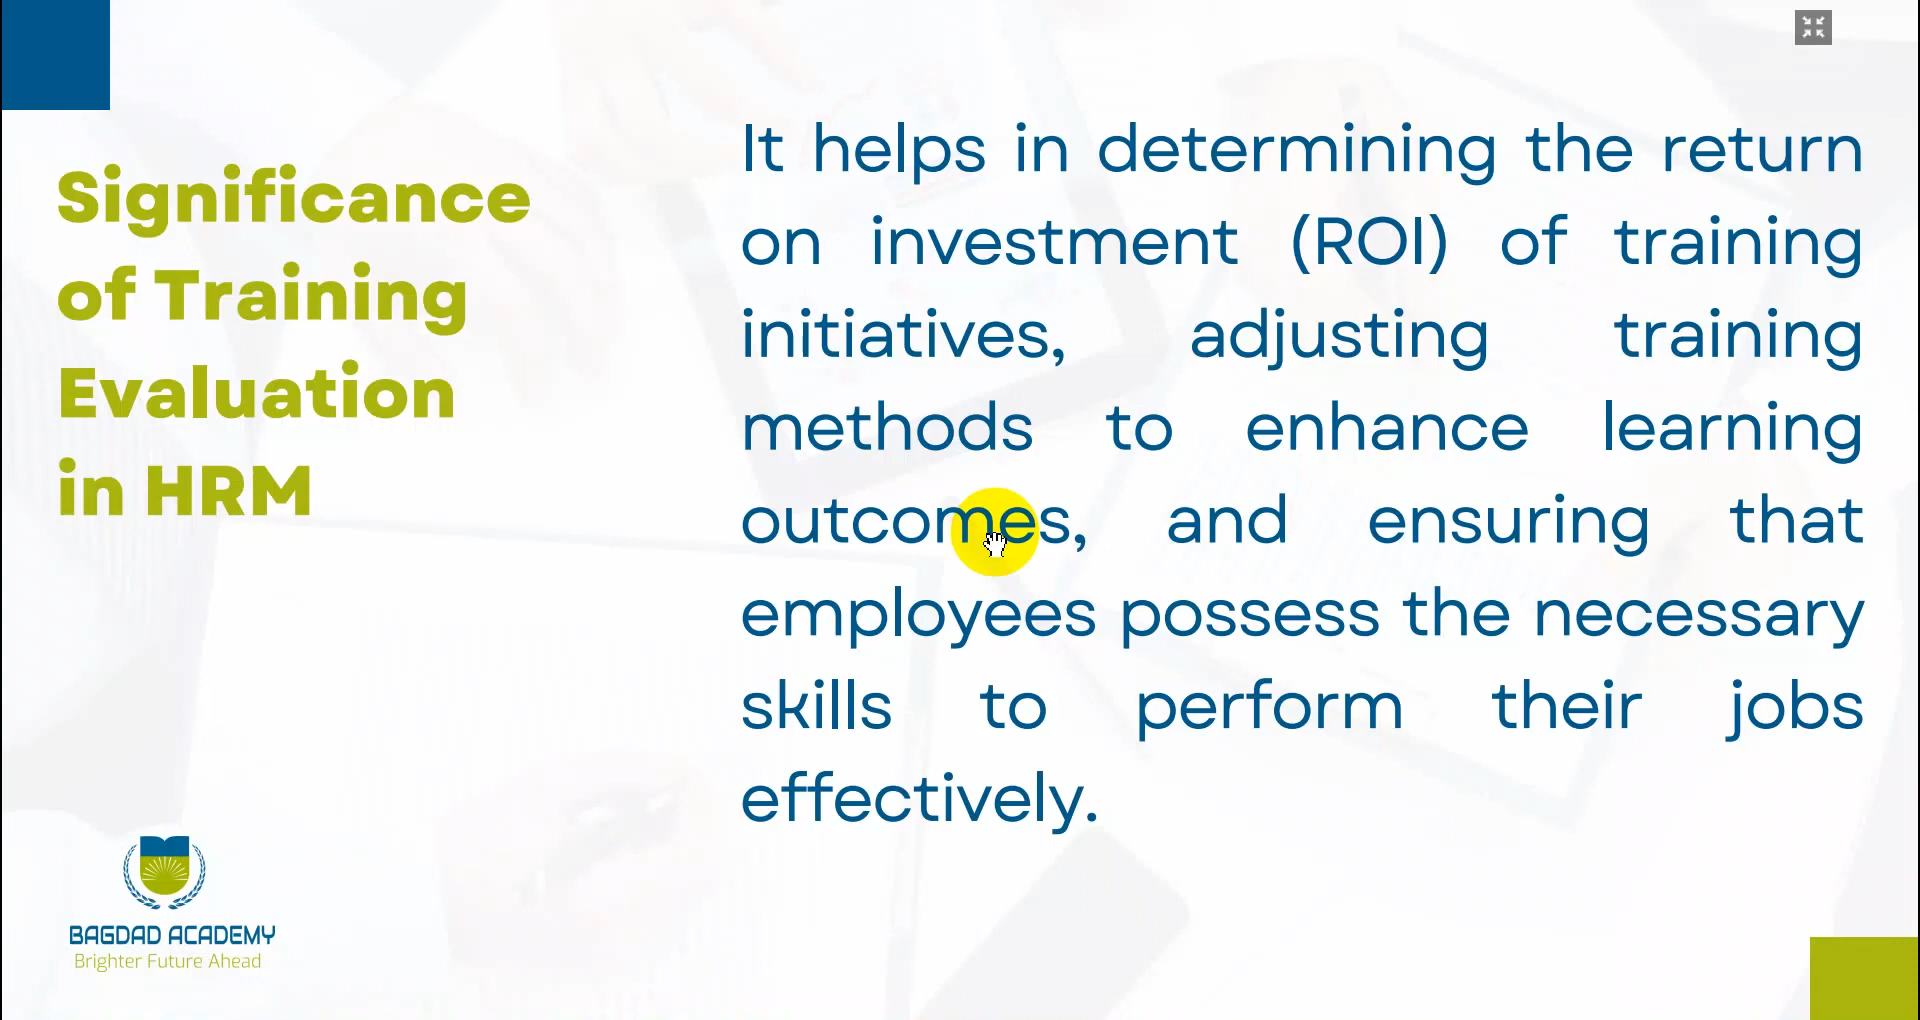 Significance
of Training
Evaluation
in HRM
It helps in determining the return
on investment (ROI) of training
initiatives, adjusting training
methods to enhance learning
outcomes, and ensuring that
employees possess the necessary
skills to perform their jobs
effectively.
BAGDAD ACADEMY
Brighter Future Ahead